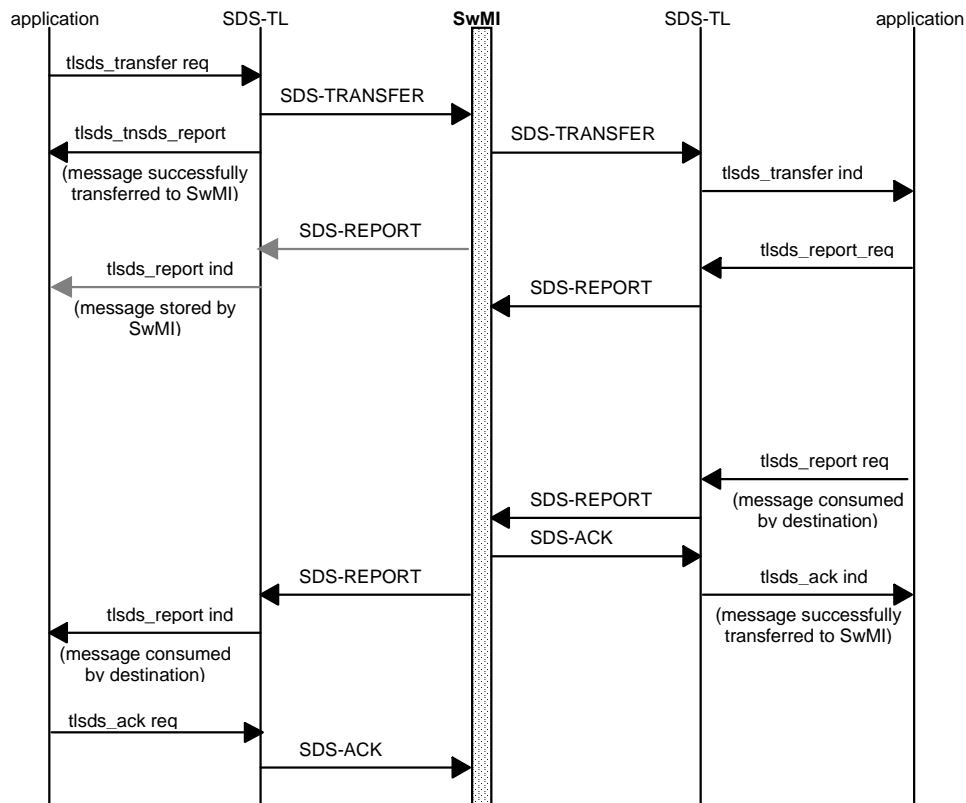 application
SDS-TL
SwMI
SDS-TL
application
tlsds_transfer req
SDS-TRANSFER
tlsds_tnsds_report
SDS-TRANSFER
(message successfully
transferred to SwMI)
tlsds_transfer ind
SDS-REPORT
tlsds_report_req
tlsds_report ind
SDS-REPORT
(message stored by
SwMI)
tlsds_report req
SDS-REPORT
(message consumed
by destination)
SDS-ACK
SDS-REPORT
tlsds_ack ind
tlsds_report ind
(message successfully
transferred to SwMI)
(message consumed
by destination)
tlsds_ack req
SDS-ACK